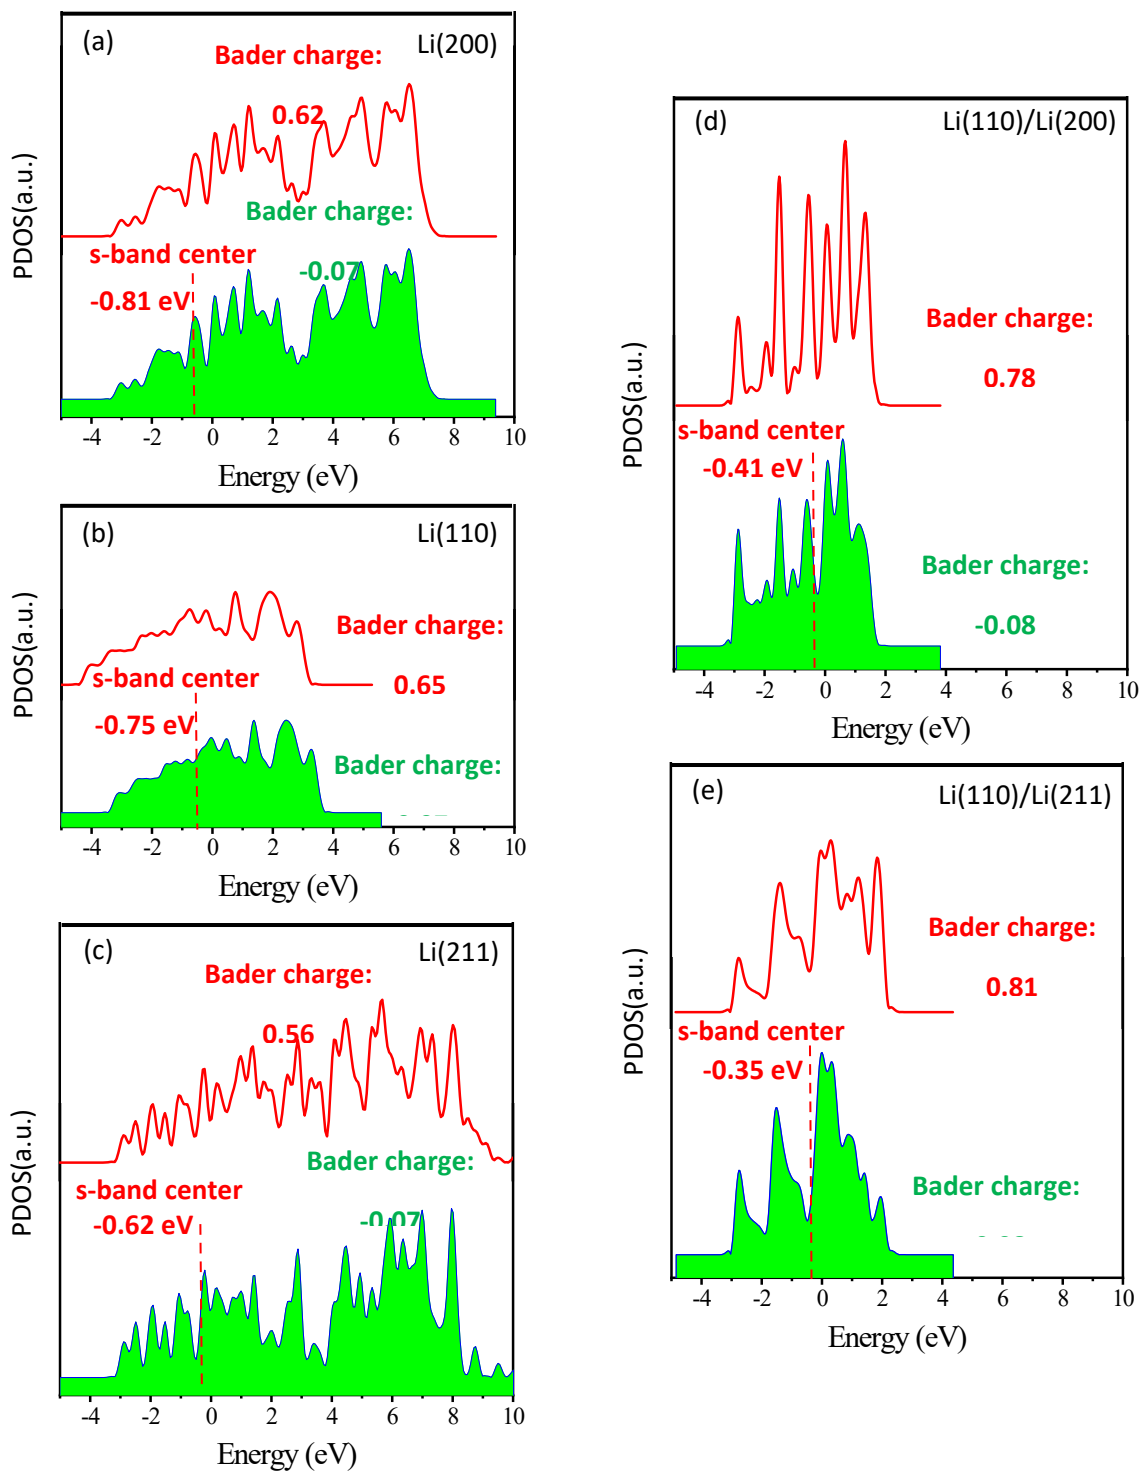 (a)
Li(200)
Bader charge:
0.62
Bader charge:
-0.07
s-band center
-0.81 eV
PDOS(a.u.)
-4 -2 0 2 4 6 8 10
Energy (eV)
(b)
Li(110)
Bader charge:
0.65
s-band center
-0.75 eV
Bader charge:
PDOS(a.u.)
-4 -2 0 2 4 6 8 10
Energy (eV)
(c)
Li(211)
Bader charge:
0.56
Bader charge:
-0.07
s-band center
-0.62 eV
PDOS(a.u.)
-4 -2 0 2 4 6 8 10
Energy (eV)
(d)
Li(110)/Li(200)
Bader charge:
0.78
s-band center
-0.41 eV
Bader charge:
-0.08
PDOS(a.u.)
-4 -2 0 2 4 6 8 10
Energy (eV)
(e)
Li(110)/Li(211)
Bader charge:
0.81
s-band center
-0.35 eV
Bader charge:
PDOS(a.u.)
-4 -2 0 2 4 6 8 10
Energy (eV)